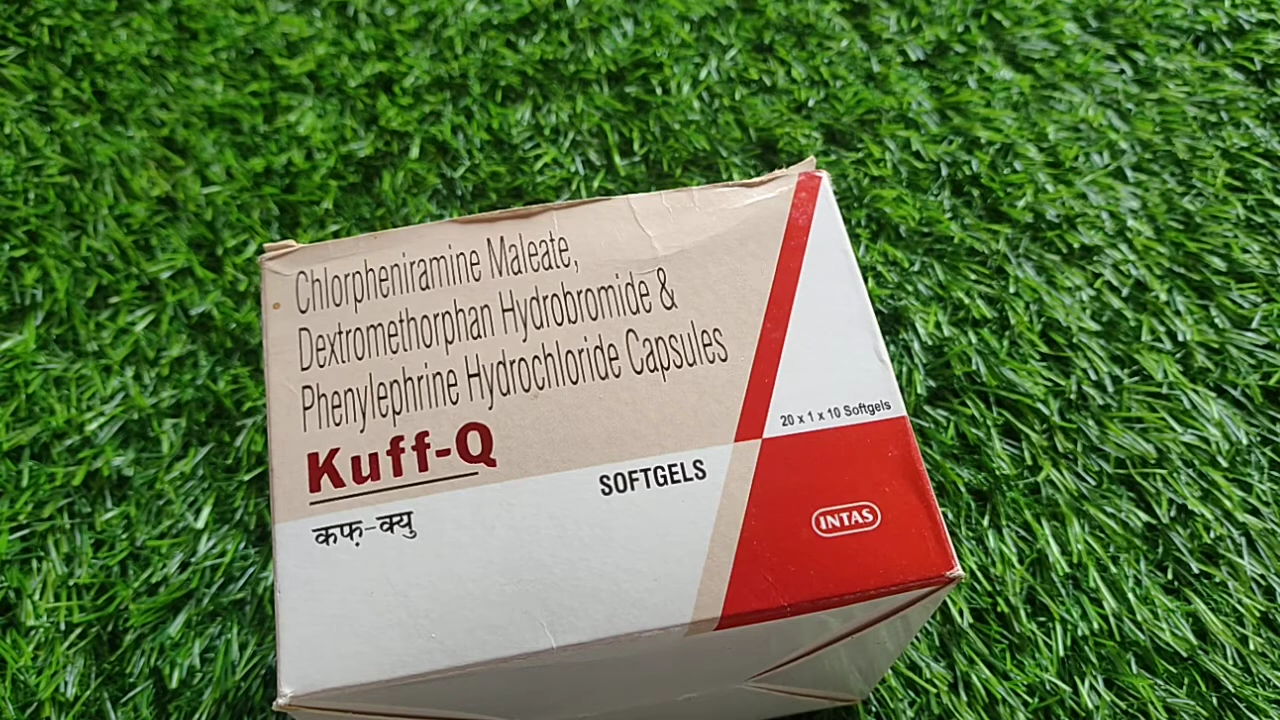 Chlorpheniramine Maleate,
Dextromethorphan Hydrobromide &
Phenylephrine Hydrochloride Capsules
Kuff-Q
कफ़-क्यु
SOFTGELS
20 x 1 x 10 Softgels
INTAS